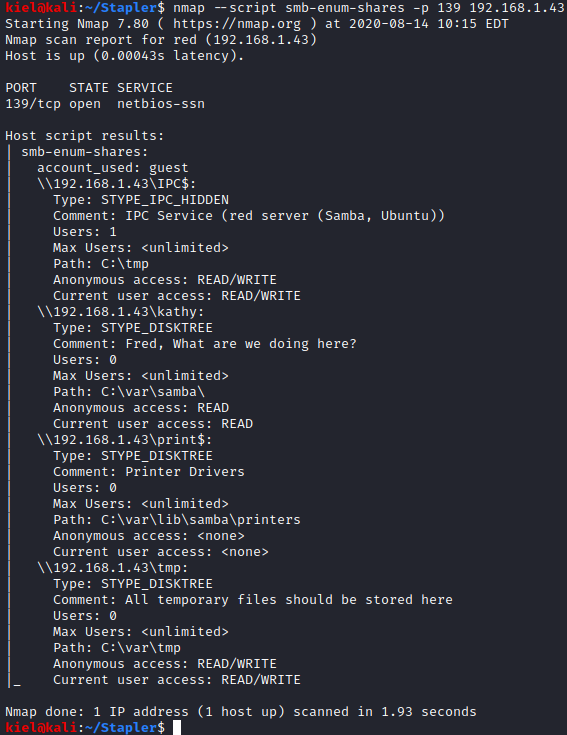 kiel@kali:~/Stapler$ nmap --script smb-enum-shares -p 139 192.168.1.43
Starting Nmap 7.80 ( https://nmap.org ) at 2020-08-14 10:15 EDT
Nmap scan report for red (192.168.1.43)
Host is up (0.00043s latency).

PORT    STATE SERVICE
139/tcp open  netbios-ssn

Host script results:
| smb-enum-shares:
|   account_used: guest
|   \\192.168.1.43\IPC$:
|     Type: STYPE_IPC_HIDDEN
|     Comment: IPC Service (red server (Samba, Ubuntu))
|     Users: 1
|     Max Users: <unlimited>
|     Path: C:\tmp
|     Anonymous access: READ/WRITE
|     Current user access: READ/WRITE
|   \\192.168.1.43\kathy:
|     Type: STYPE_DISKTREE
|     Comment: Fred, What are we doing here?
|     Users: 0
|     Max Users: <unlimited>
|     Path: C:\var\samba\
|     Anonymous access: READ
|     Current user access: READ
|   \\192.168.1.43\print$:
|     Type: STYPE_DISKTREE
|     Comment: Printer Drivers
|     Users: 0
|     Max Users: <unlimited>
|     Path: C:\var\lib\samba\printers
|     Anonymous access: <none>
|     Current user access: <none>
|   \\192.168.1.43\tmp:
|     Type: STYPE_DISKTREE
|     Comment: All temporary files should be stored here
|     Users: 0
|     Max Users: <unlimited>
|     Path: C:\var\tmp
|     Anonymous access: READ/WRITE
|_    Current user access: READ/WRITE

Nmap done: 1 IP address (1 host up) scanned in 1.93 seconds
kiel@kali:~/Stapler$